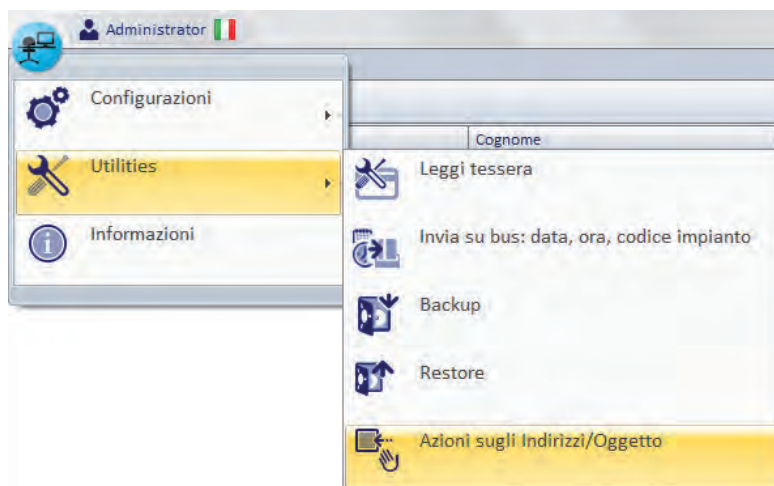 Administrator
Configurazioni
Cognome
Utilities
Leggi tessera
Invia su bus: data, ora, codice impianto
Informazioni
Backup
Restore
Azioni sugli Indirizzi/Oggetto